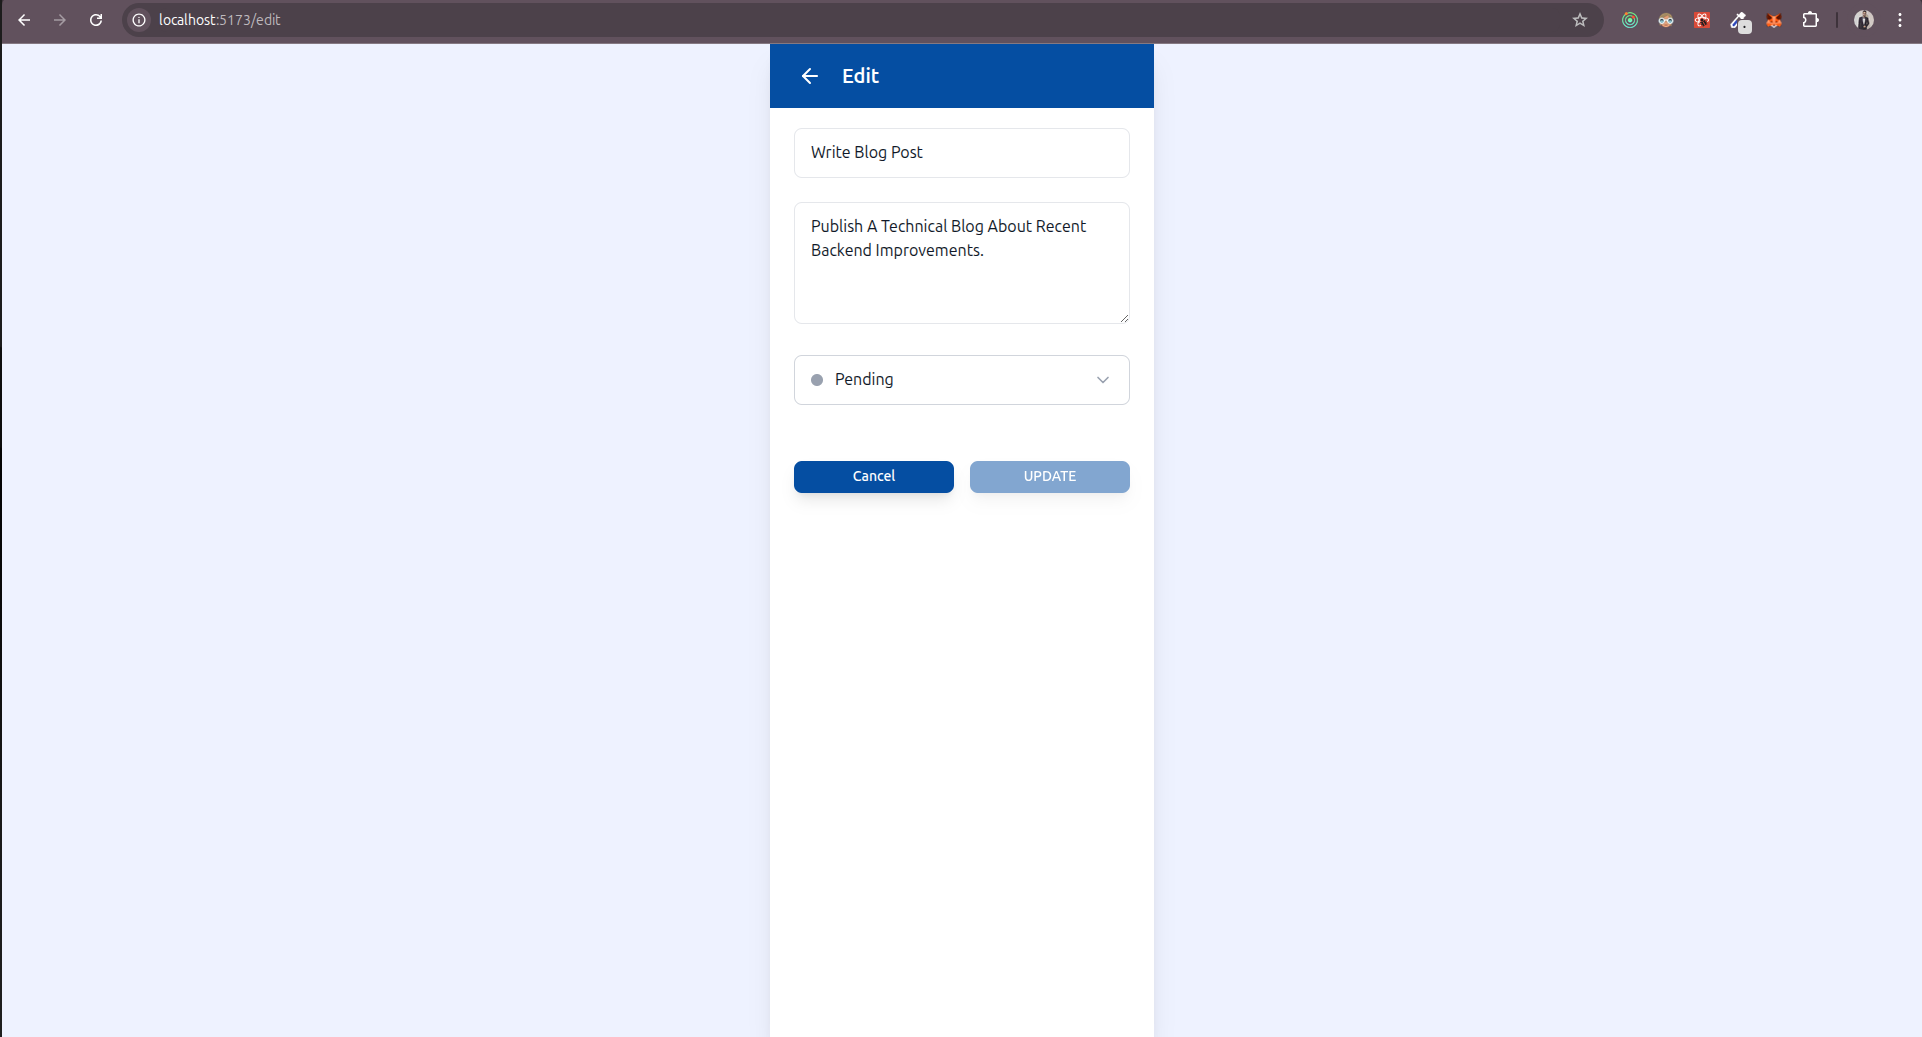 localhost:5173/edit
Edit
Write Blog Post
Publish A Technical Blog About Recent
Backend Improvements.
Pending
Cancel
UPDATE